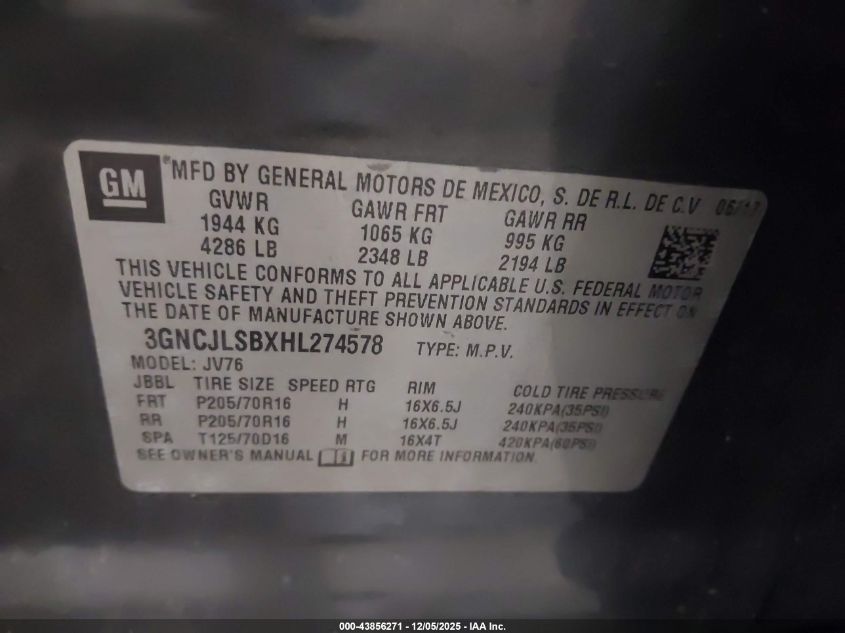 GM
®MFD BY GENERAL MOTORS DE MEXICO, S. DE R.L. DE C.V 06/17
GVWR GAWR FRT GAWR RR
1944 KG 1065 KG 995 KG
4286 LB 2348 LB 2194 LB
THIS VEHICLE CONFORMS TO ALL APPLICABLE U.S. FEDERAL MOTOR
VEHICLE SAFETY AND THEFT PREVENTION STANDARDS IN EFFECT ON
THE DATE OF MANUFACTURE SHOWN ABOVE.
3GNCJLSBXHL274578 TYPE: M.P.V.
MODEL: JV76
JBBL TIRE SIZE SPEED RTG RIM COLD TIRE PRESSURE
FRT P205/70R16 H 16X6.5J 240KPA(35PSI)
RR P205/70R16 H 16X6.5J 240KPA(35PSI)
SPA T125/70D16 M 16X4T 420KPA(60PSI)
SEE OWNER'S MANUAL FOR MORE INFORMATION.
000-43856271 - 12/05/2025 - IAA Inc.